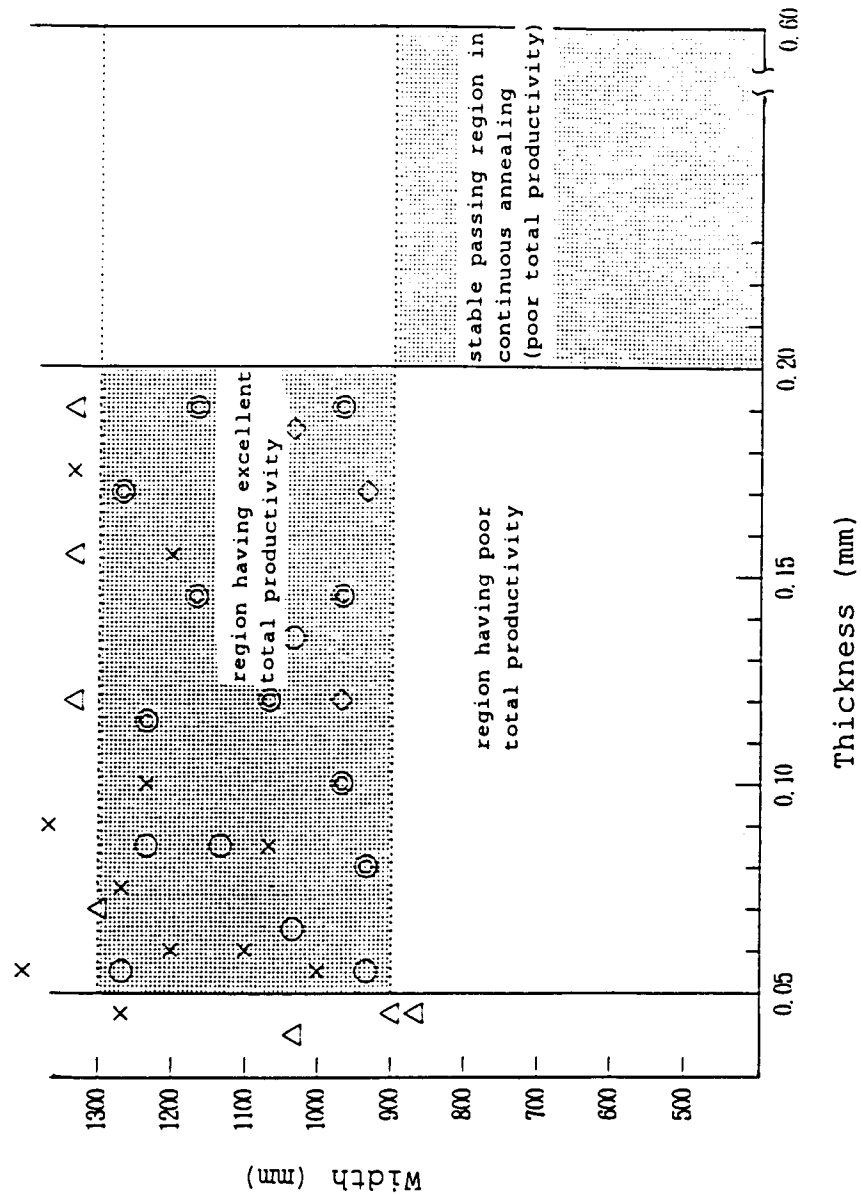 Width (mm)
1300
1200
1100
1000
900
800
700
600
500
region having excellent
total productivity
region having poor
total productivity
stable passing region in
continuous annealing
(poor total productivity)
0.05
0.10
0.15
0.20
0.60
Thickness (mm)